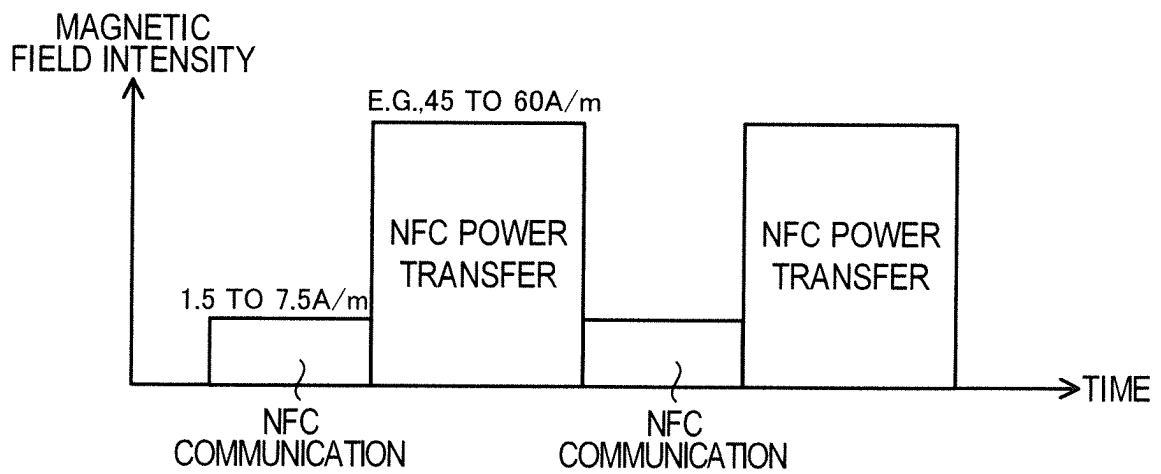 MAGNETIC
FIELD INTENSITY
E.G.,45 TO 60A/m
NFC POWER
TRANSFER
NFC POWER
TRANSFER
1.5 TO 7.5A/m
TIME
NFC
COMMUNICATION
NFC
COMMUNICATION